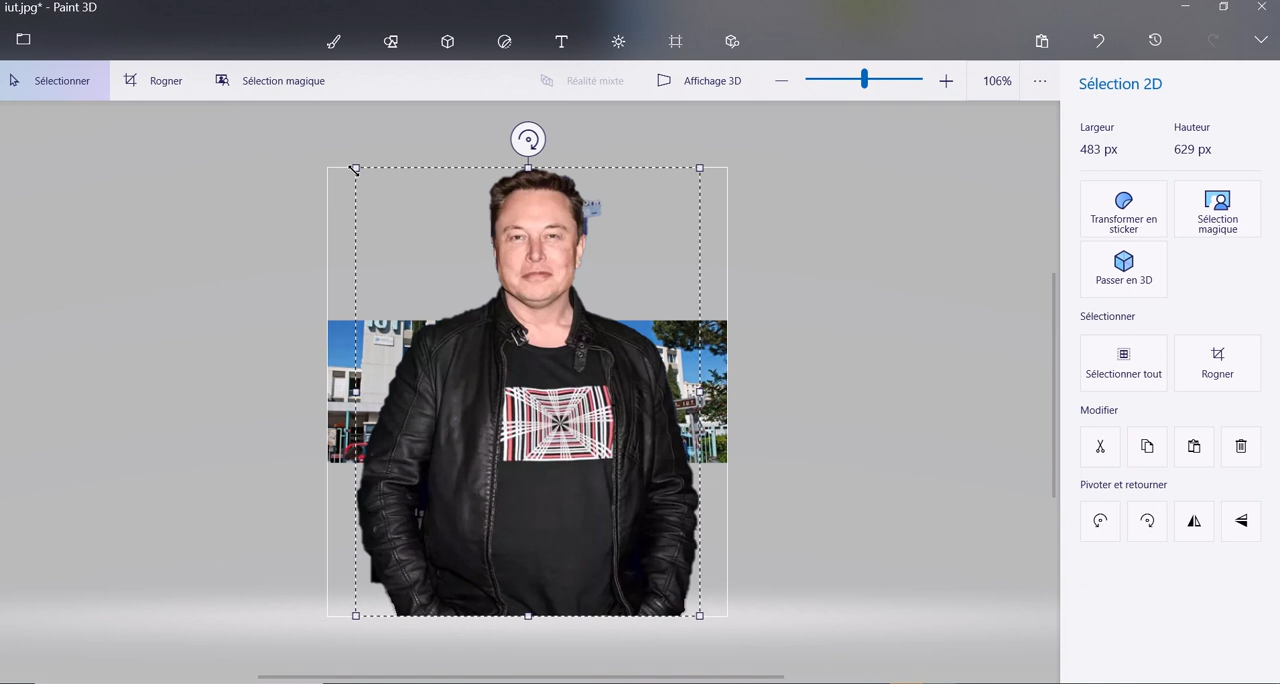 iut.jpg* - Paint 3D
Sélectionner Rogner Sélection magique Réalité mixte Affichage 3D 106%
Sélection 2D
Largeur Hauteur
483 px 629 px
Transformer en sticker Sélection magique
Passer en 3D
Sélectionner
Sélectionner tout Rogner
Modifier
Pivoter et retourner
IUT